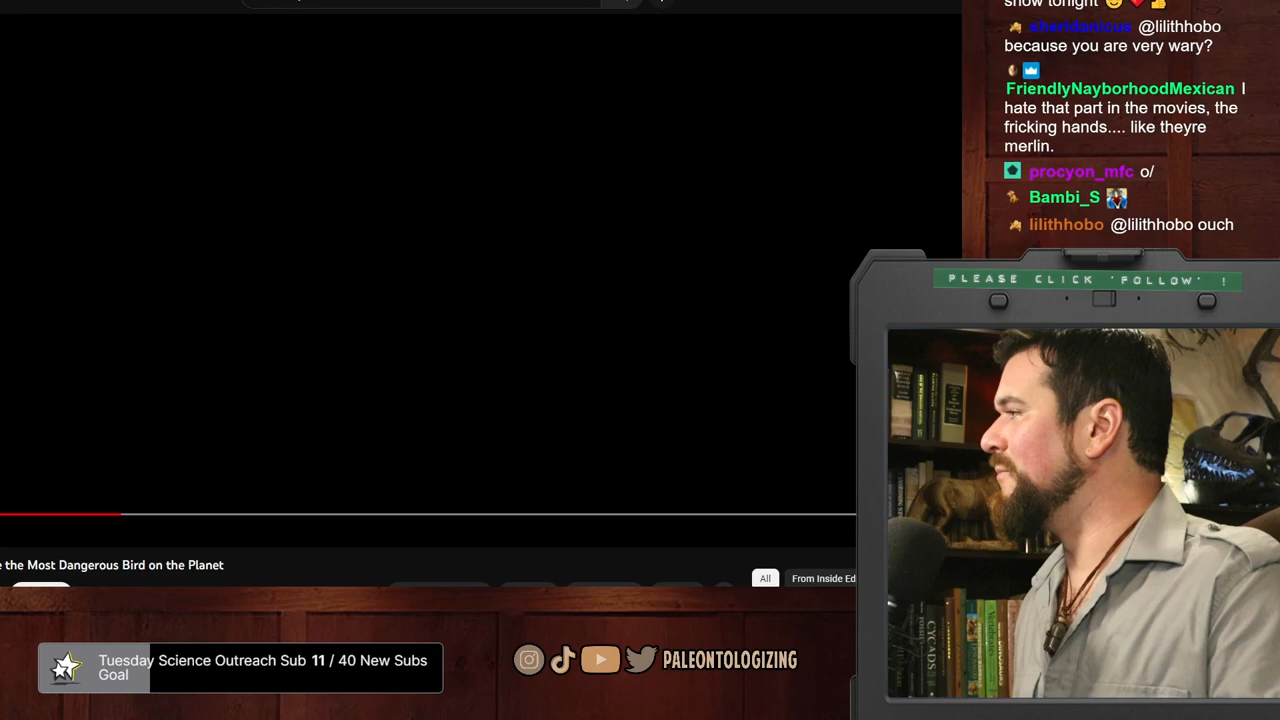 show tonight
sheridanicus @lilithhobo
because you are very wary?
FriendlyNayborhoodMexican I
hate that part in the movies, the
fricking hands.... like theyre
merlin.
procyon_mfc o/
Bambi_S
lilithhobo @lilithhobo ouch
PLEASE CLICK 'FOLLOW' !
e the Most Dangerous Bird on the Planet
All
From Inside Ed
Tuesday Science Outreach Sub 11 / 40 New Subs
Goal
PALEONTOLOGIZING
CYCADS